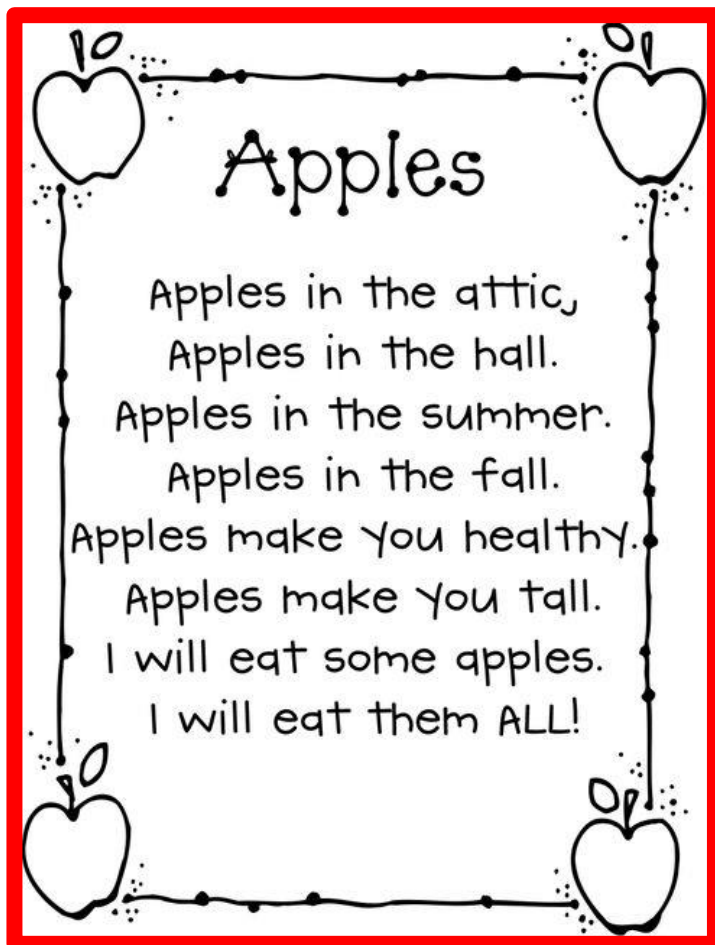 Apples
Apples in the attic,
Apples in the hall.
Apples in the summer.
Apples in the fall.
Apples make you healthy.
Apples make you tall.
I will eat some apples.
I will eat them ALL!